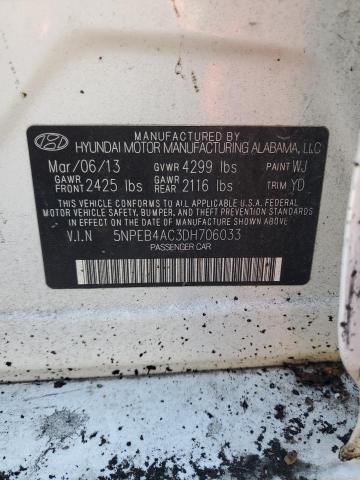 MANUFACTURED BY
HYUNDAI MOTOR MANUFACTURING ALABAMA, LLC
Mar/06/13 GVWR 4299 lbs PAINT WJ
GAWR FRONT 2425 lbs GAWR REAR 2116 lbs TRIM YD
THIS VEHICLE CONFORMS TO ALL APPLICABLE U.S.A. FEDERAL
MOTOR VEHICLE SAFETY, BUMPER, AND THEFT PREVENTION
STANDARDS IN EFFECT ON THE DATE OF MANUFACTURE SHOWN ABOVE.
V.I.N 5NPEB4AC3DH706033
PASSENGER CAR